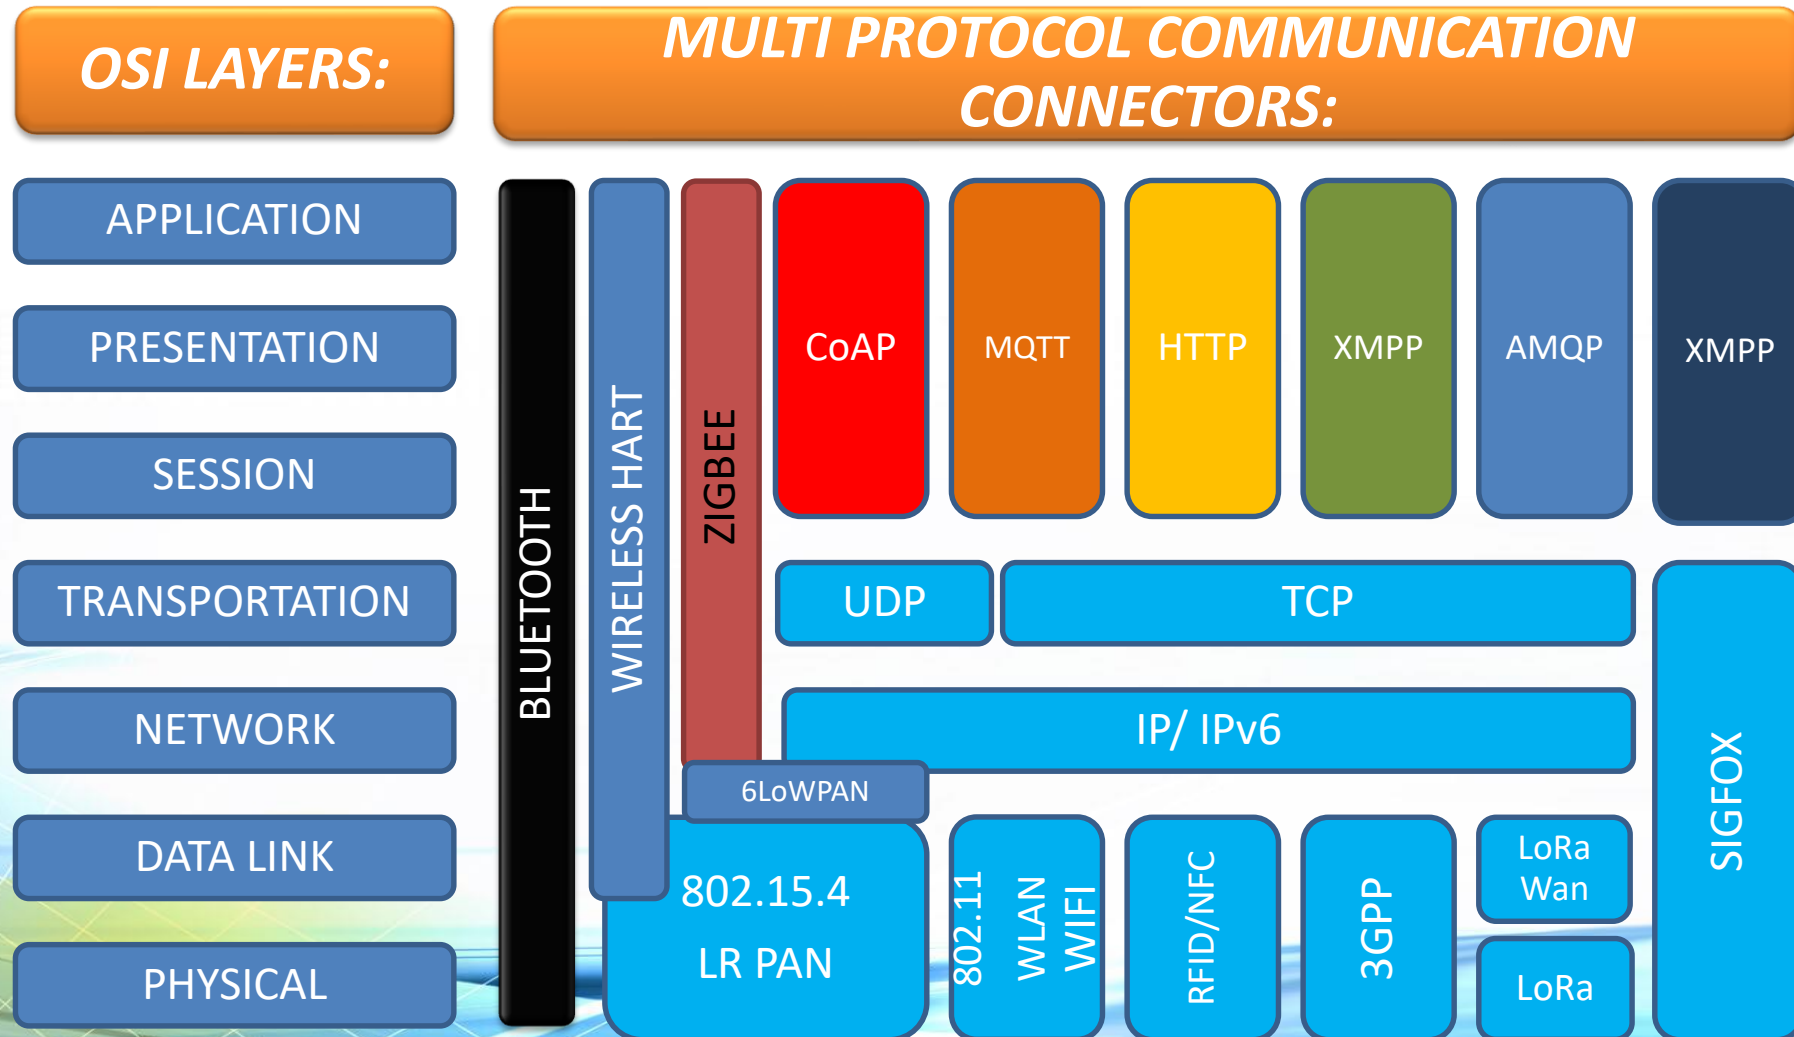 OSI LAYERS:
MULTI PROTOCOL COMMUNICATION
CONNECTORS:
APPLICATION
PRESENTATION
SESSION
TRANSPORTATION
NETWORK
DATA LINK
PHYSICAL
BLUETOOTH
WIRELESS HART
ZIGBEE
CoAP
MQTT
HTTP
XMPP
AMQP
XMPP
UDP
TCP
IP/ IPv6
6LoWPAN
802.15.4
LR PAN
802.11
WLAN
WIFI
RFID/NFC
3GPP
LoRa
Wan
LoRa
SIGFOX